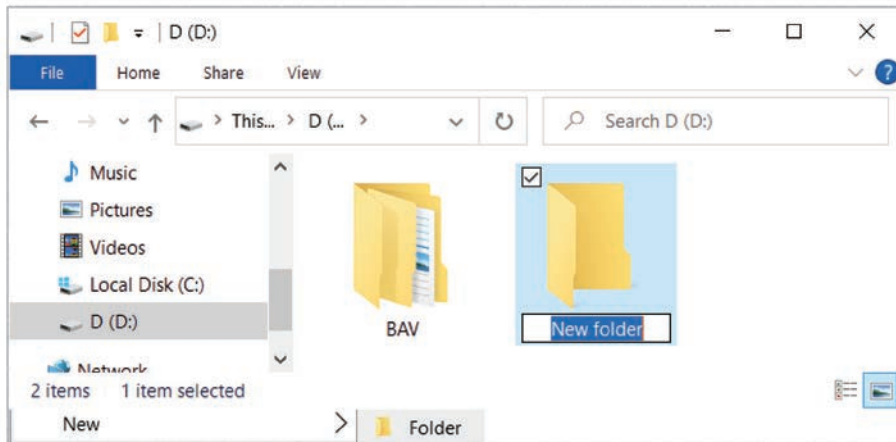 D (D:)
File Home Share View
?
This... > D (... >
Search D (D:)
Music
Pictures
Videos
Local Disk (C:)
D (D:)
Network
BAV
New folder
2 items 1 item selected
New > Folder